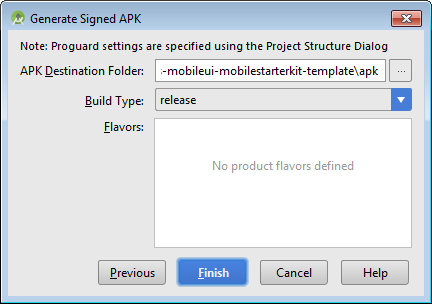 Generate Signed APK
Note: Proguard settings are specified using the Project Structure Dialog
APK Destination Folder: :-mobileui-mobilestarterkit-template\apk ...
Build Type: release
Flavors:
No product flavors defined
Previous Finish Cancel Help